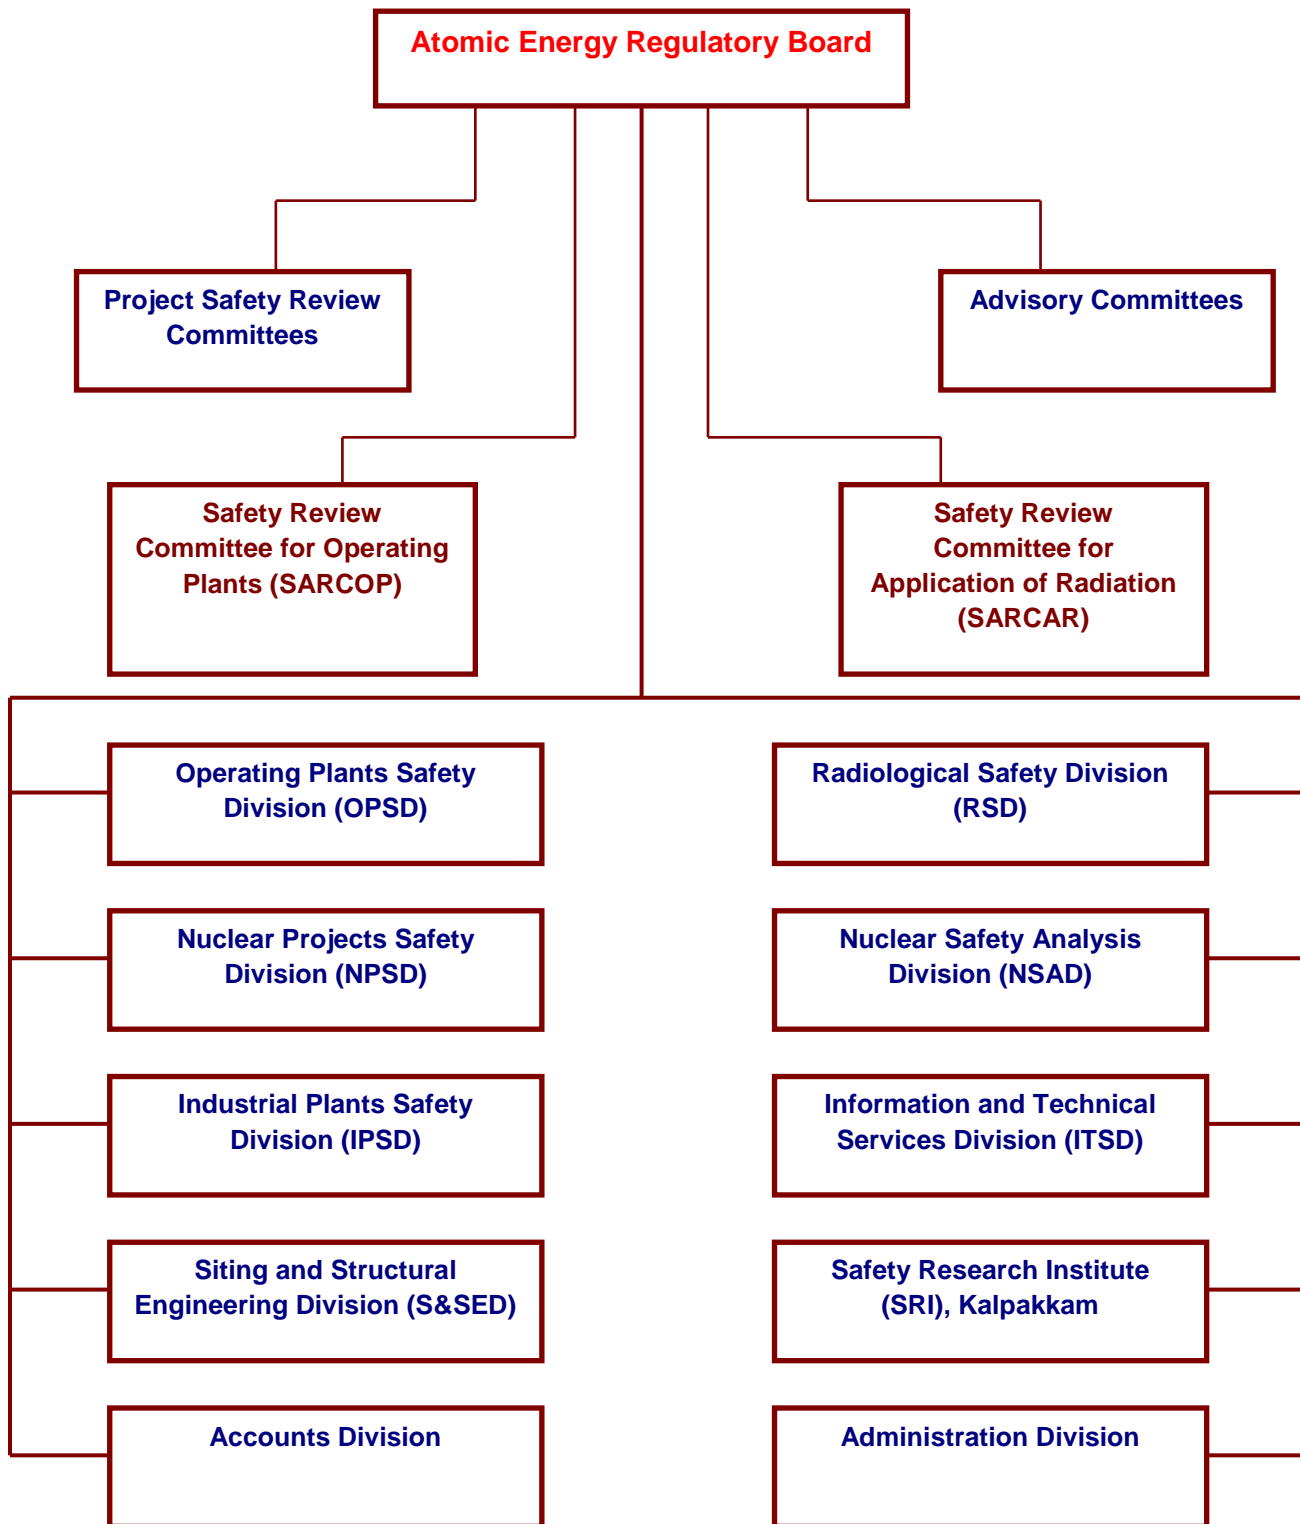 Atomic Energy Regulatory Board
Project Safety Review
Committees
Advisory Committees
Safety Review
Committee for Operating
Plants (SARCOP)
Safety Review
Committee for
Application of Radiation
(SARCAR)
Operating Plants Safety
Division (OPSD)
Radiological Safety Division
(RSD)
Nuclear Projects Safety
Division (NPSD)
Nuclear Safety Analysis
Division (NSAD)
Industrial Plants Safety
Division (IPSD)
Information and Technical
Services Division (ITSD)
Siting and Structural
Engineering Division (S&SED)
Safety Research Institute
(SRI), Kalpakkam
Accounts Division
Administration Division